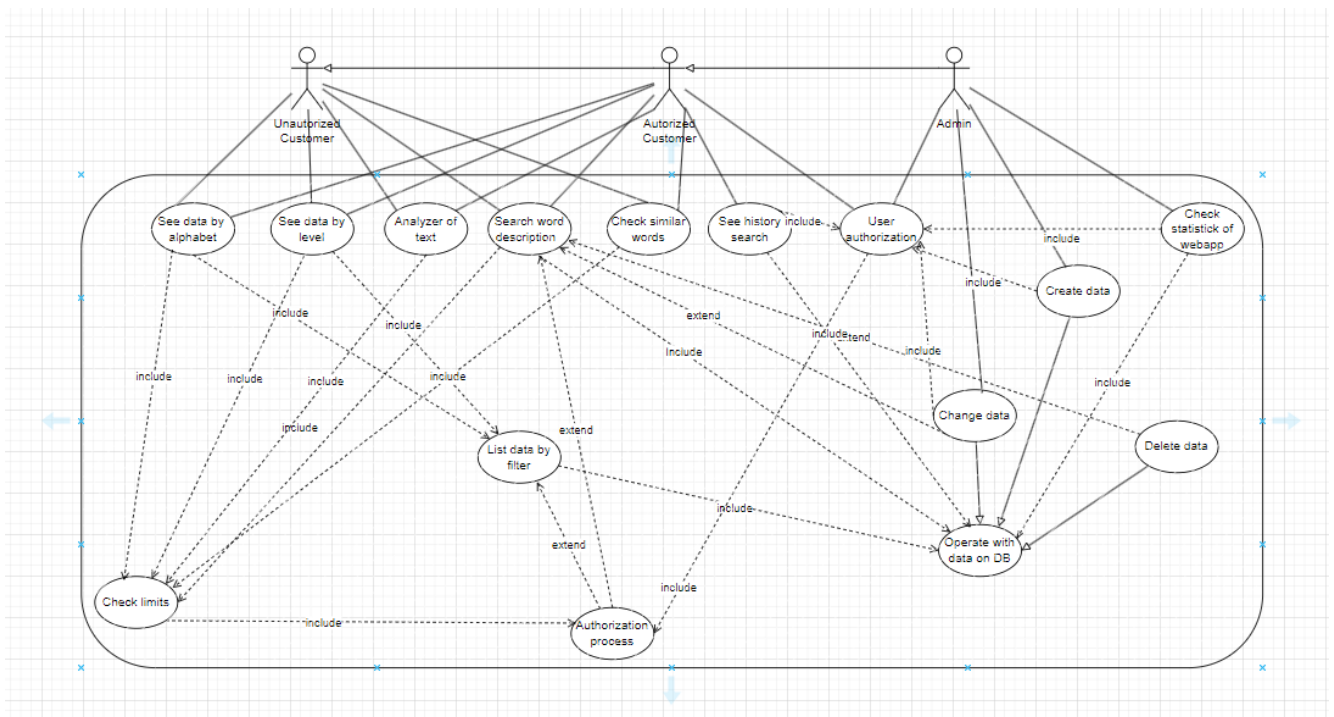 Unautorized
Customer
Autorized
Customer
Admin
See data by
alphabet
See data by
level
Analyzer of
text
Search word
description
Check similar
words
See history
search
include
User
authorization
Check
statistick of
webapp
include
include
Create data
include
extend
include
include
extend
include
Include
include
include
include
include
include
include
Change data
extend
List data by
filter
Delete data
include
extend
Operate with
data on DB
include
Check limits
include
Authorization
process